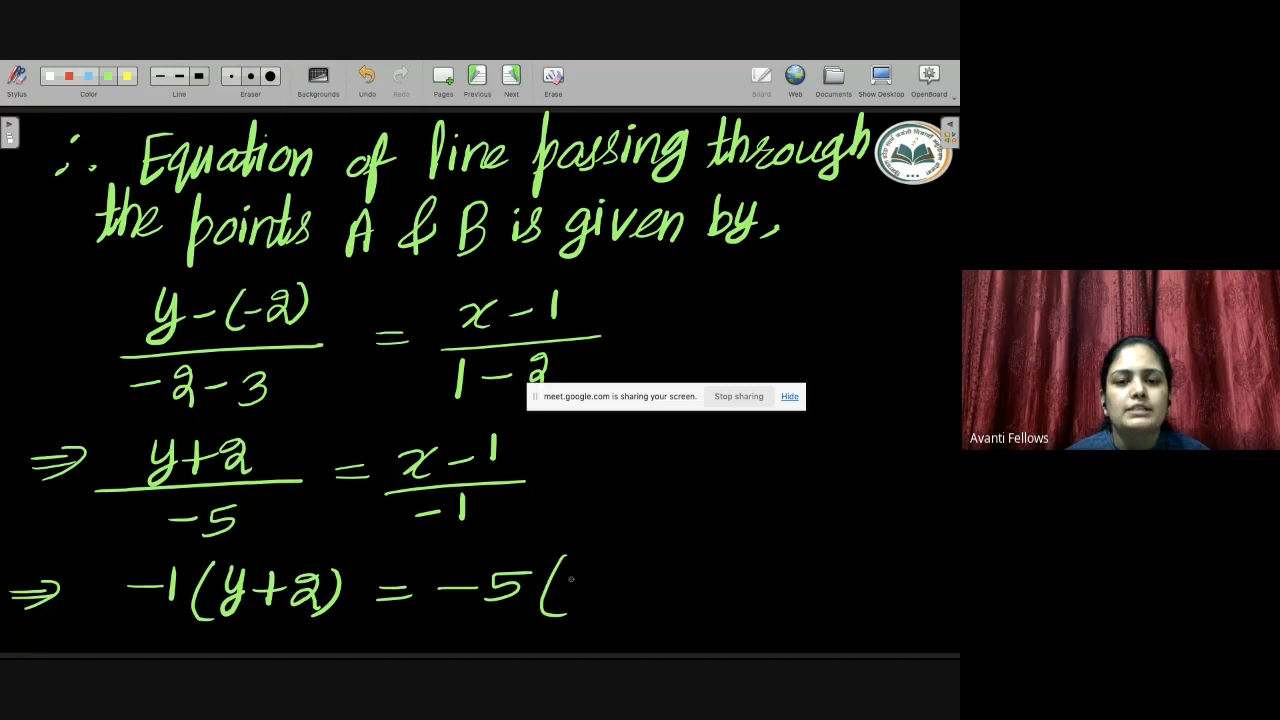 Stylus Color Line Eraser Backgrounds Undo Redo Pages Previous Next Erase Board Web Documents Show Desktop OpenBoard
∴ Equation of line passing through
the points A & B is given by,
y-(-2) / -2-3 = x-1 / 1-2
meet.google.com is sharing your screen. Stop sharing Hide
⇒ y+2 / -5 = x-1 / -1
⇒ -1(y+2) = -5(
Avanti Fellows